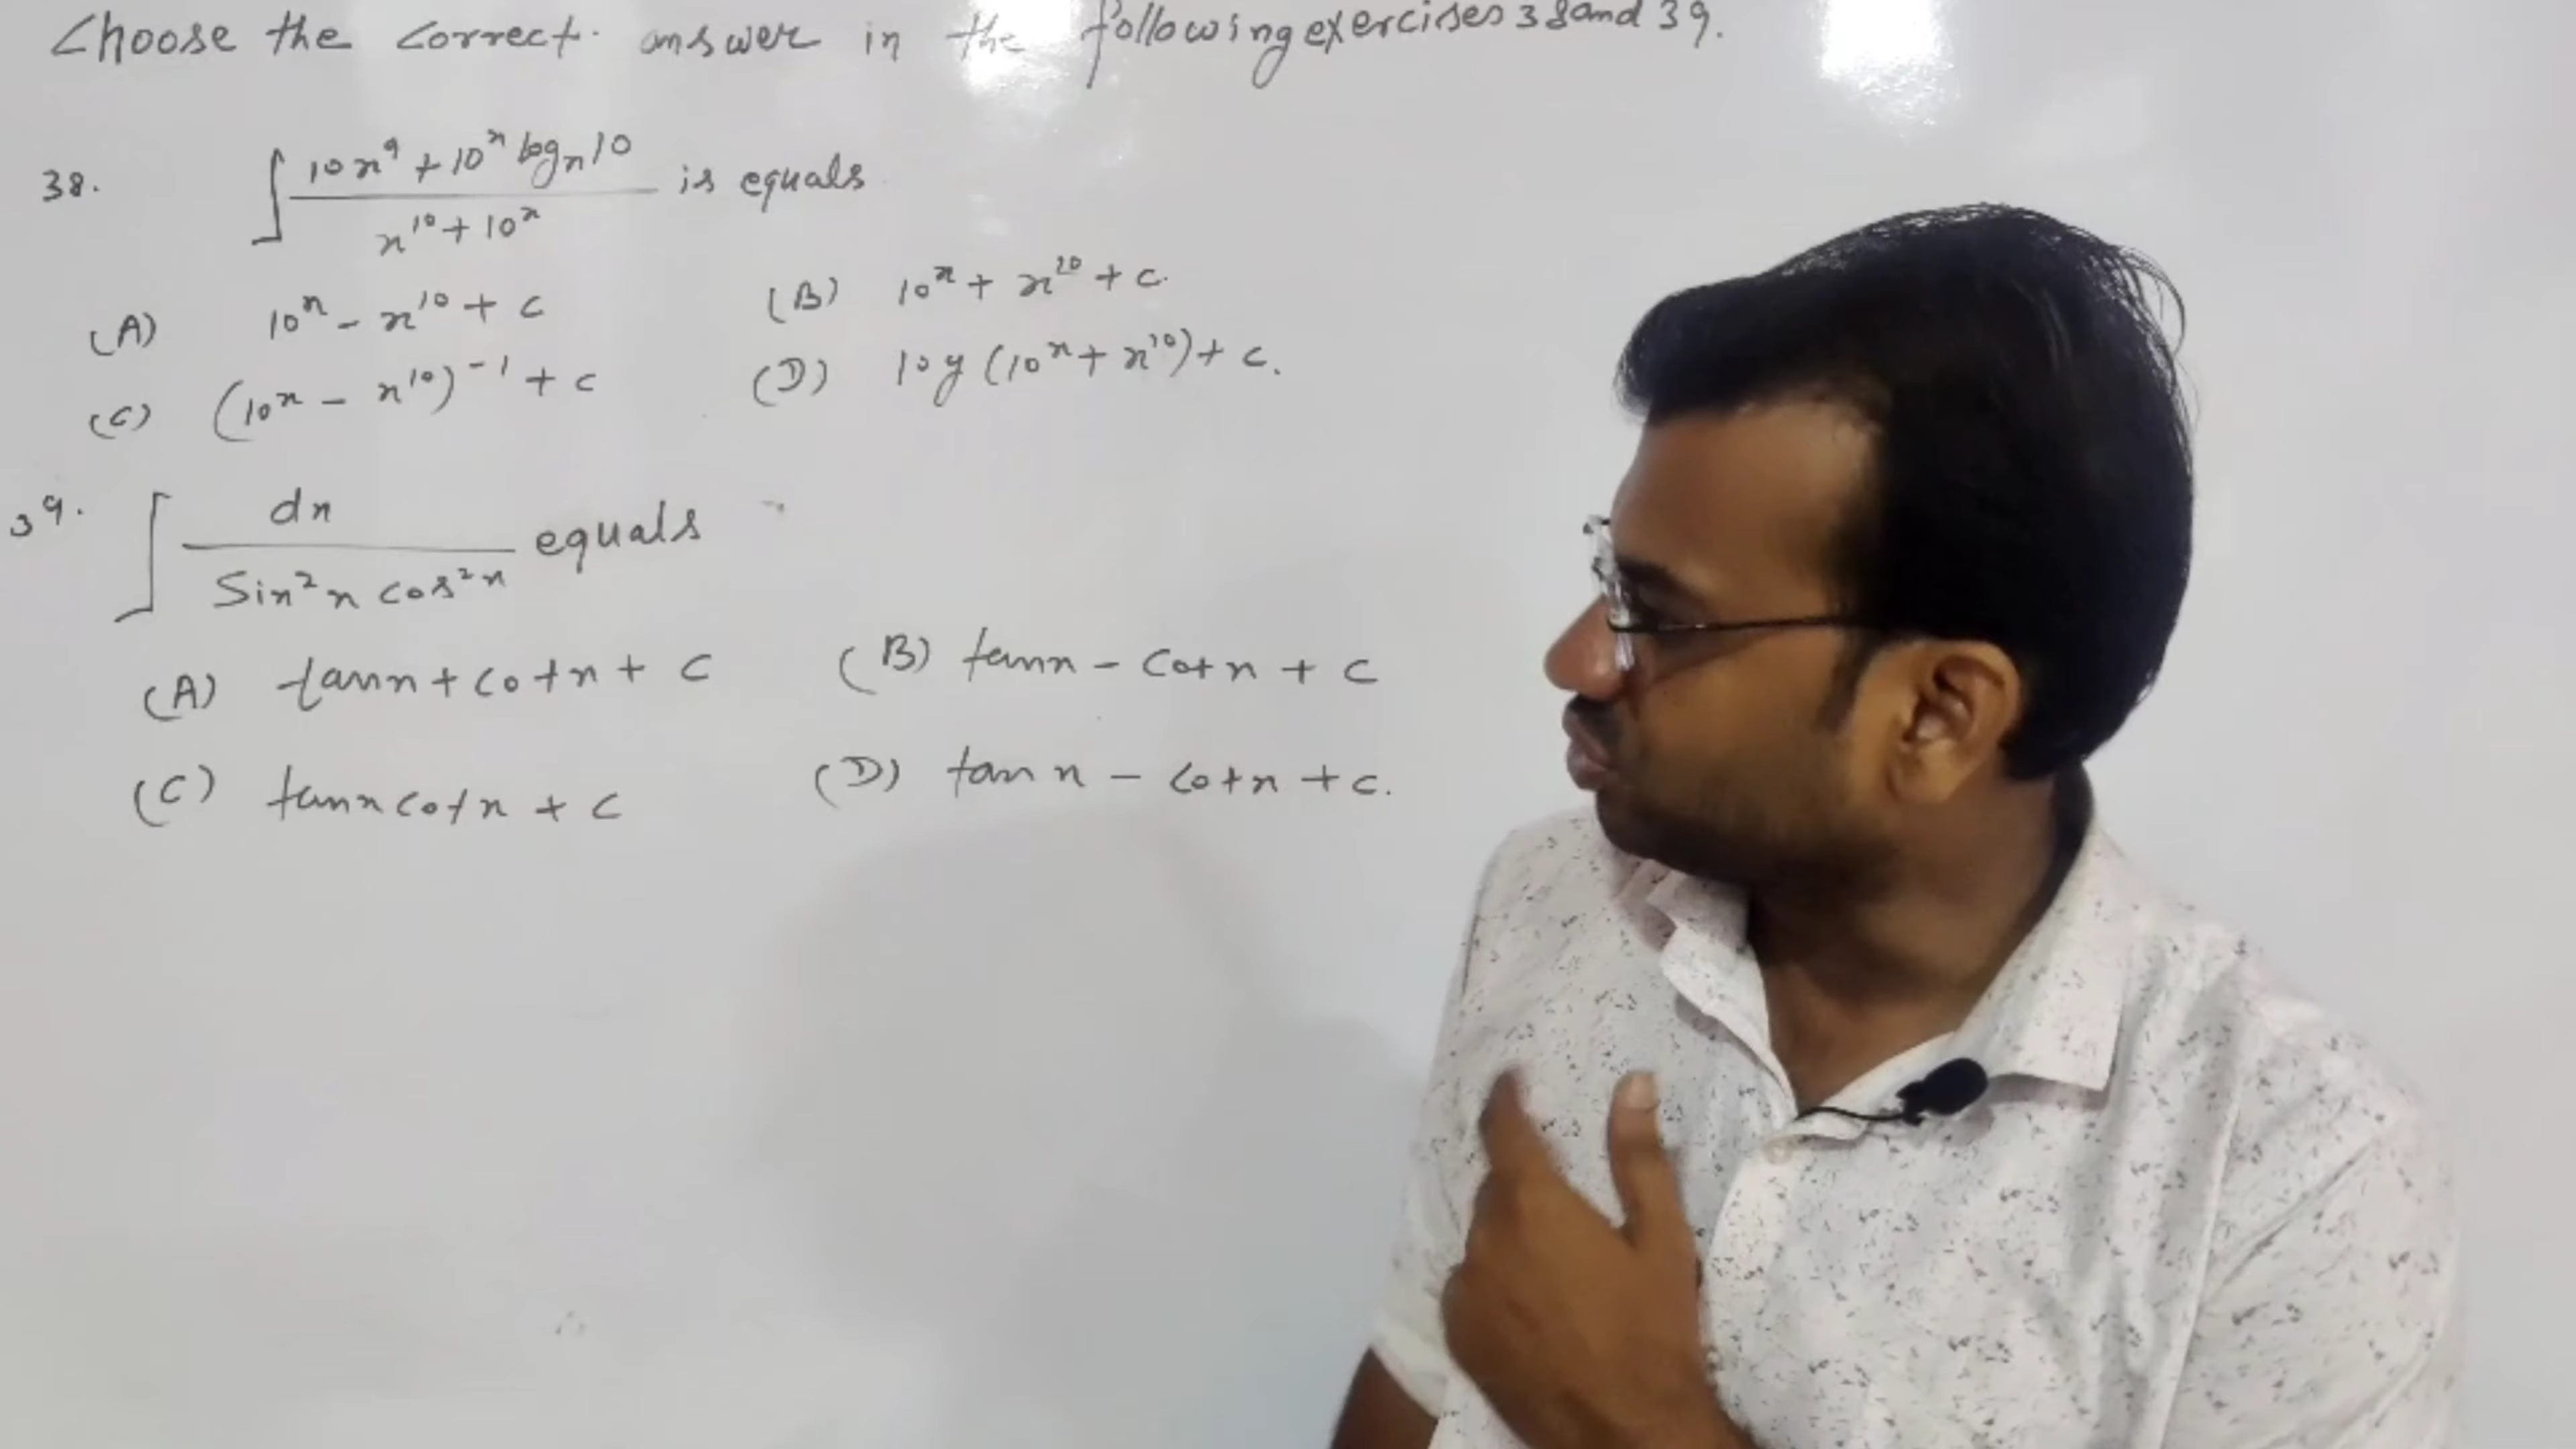 Choose the correct. answer in the following exercises 38 and 39.
38. ∫ (10x⁹ + 10ˣ logₓ10) / (x¹⁰ + 10ˣ) is equals
(A) 10ˣ - x¹⁰ + c (B) 10ˣ + x²⁰ + c.
(C) (10ˣ - x¹⁰)⁻¹ + c (D) log (10ˣ + x¹⁰) + c.
39. ∫ dx / (Sin²x cos²x) equals
(A) tanx + cotx + c (B) tanx - cotx + c
(C) tanx cotx + c (D) tan x - cotx + c.